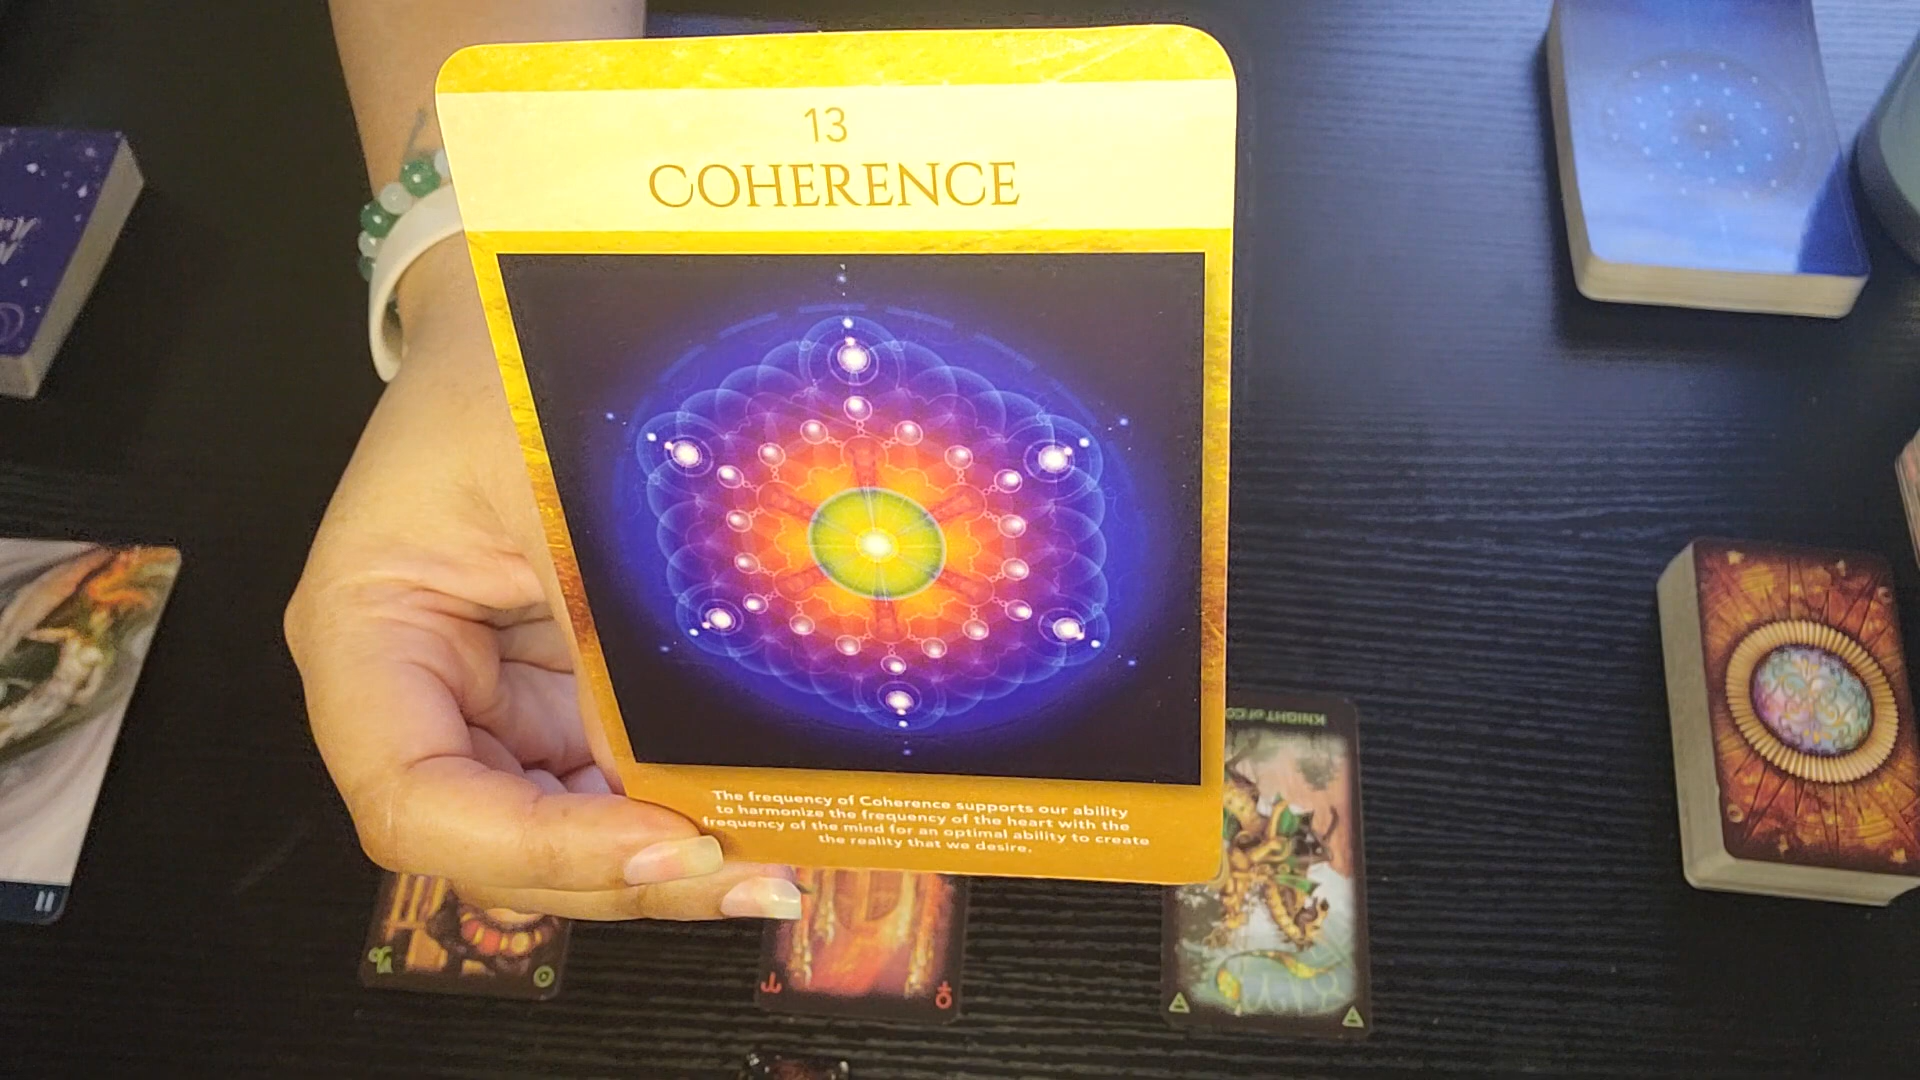 13
COHERENCE
The frequency of Coherence supports our ability
to harmonize the frequency of the heart with the
frequency of the mind for an optimal ability to create
the reality that we desire.
KNIGHT of
II